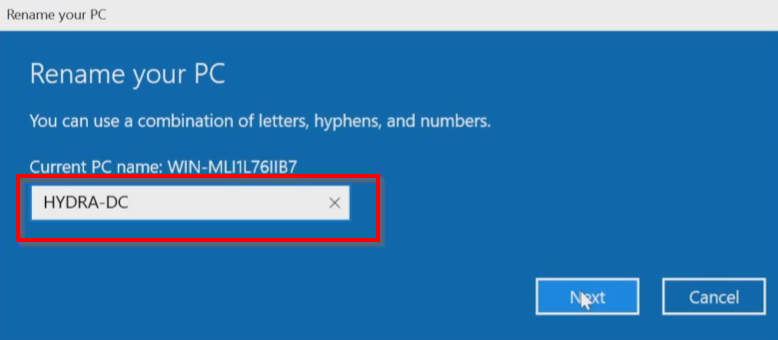 Rename your PC
Rename your PC
You can use a combination of letters, hyphens, and numbers.
Current PC name: WIN-MLI1L76IIB7
HYDRA-DC
Next
Cancel